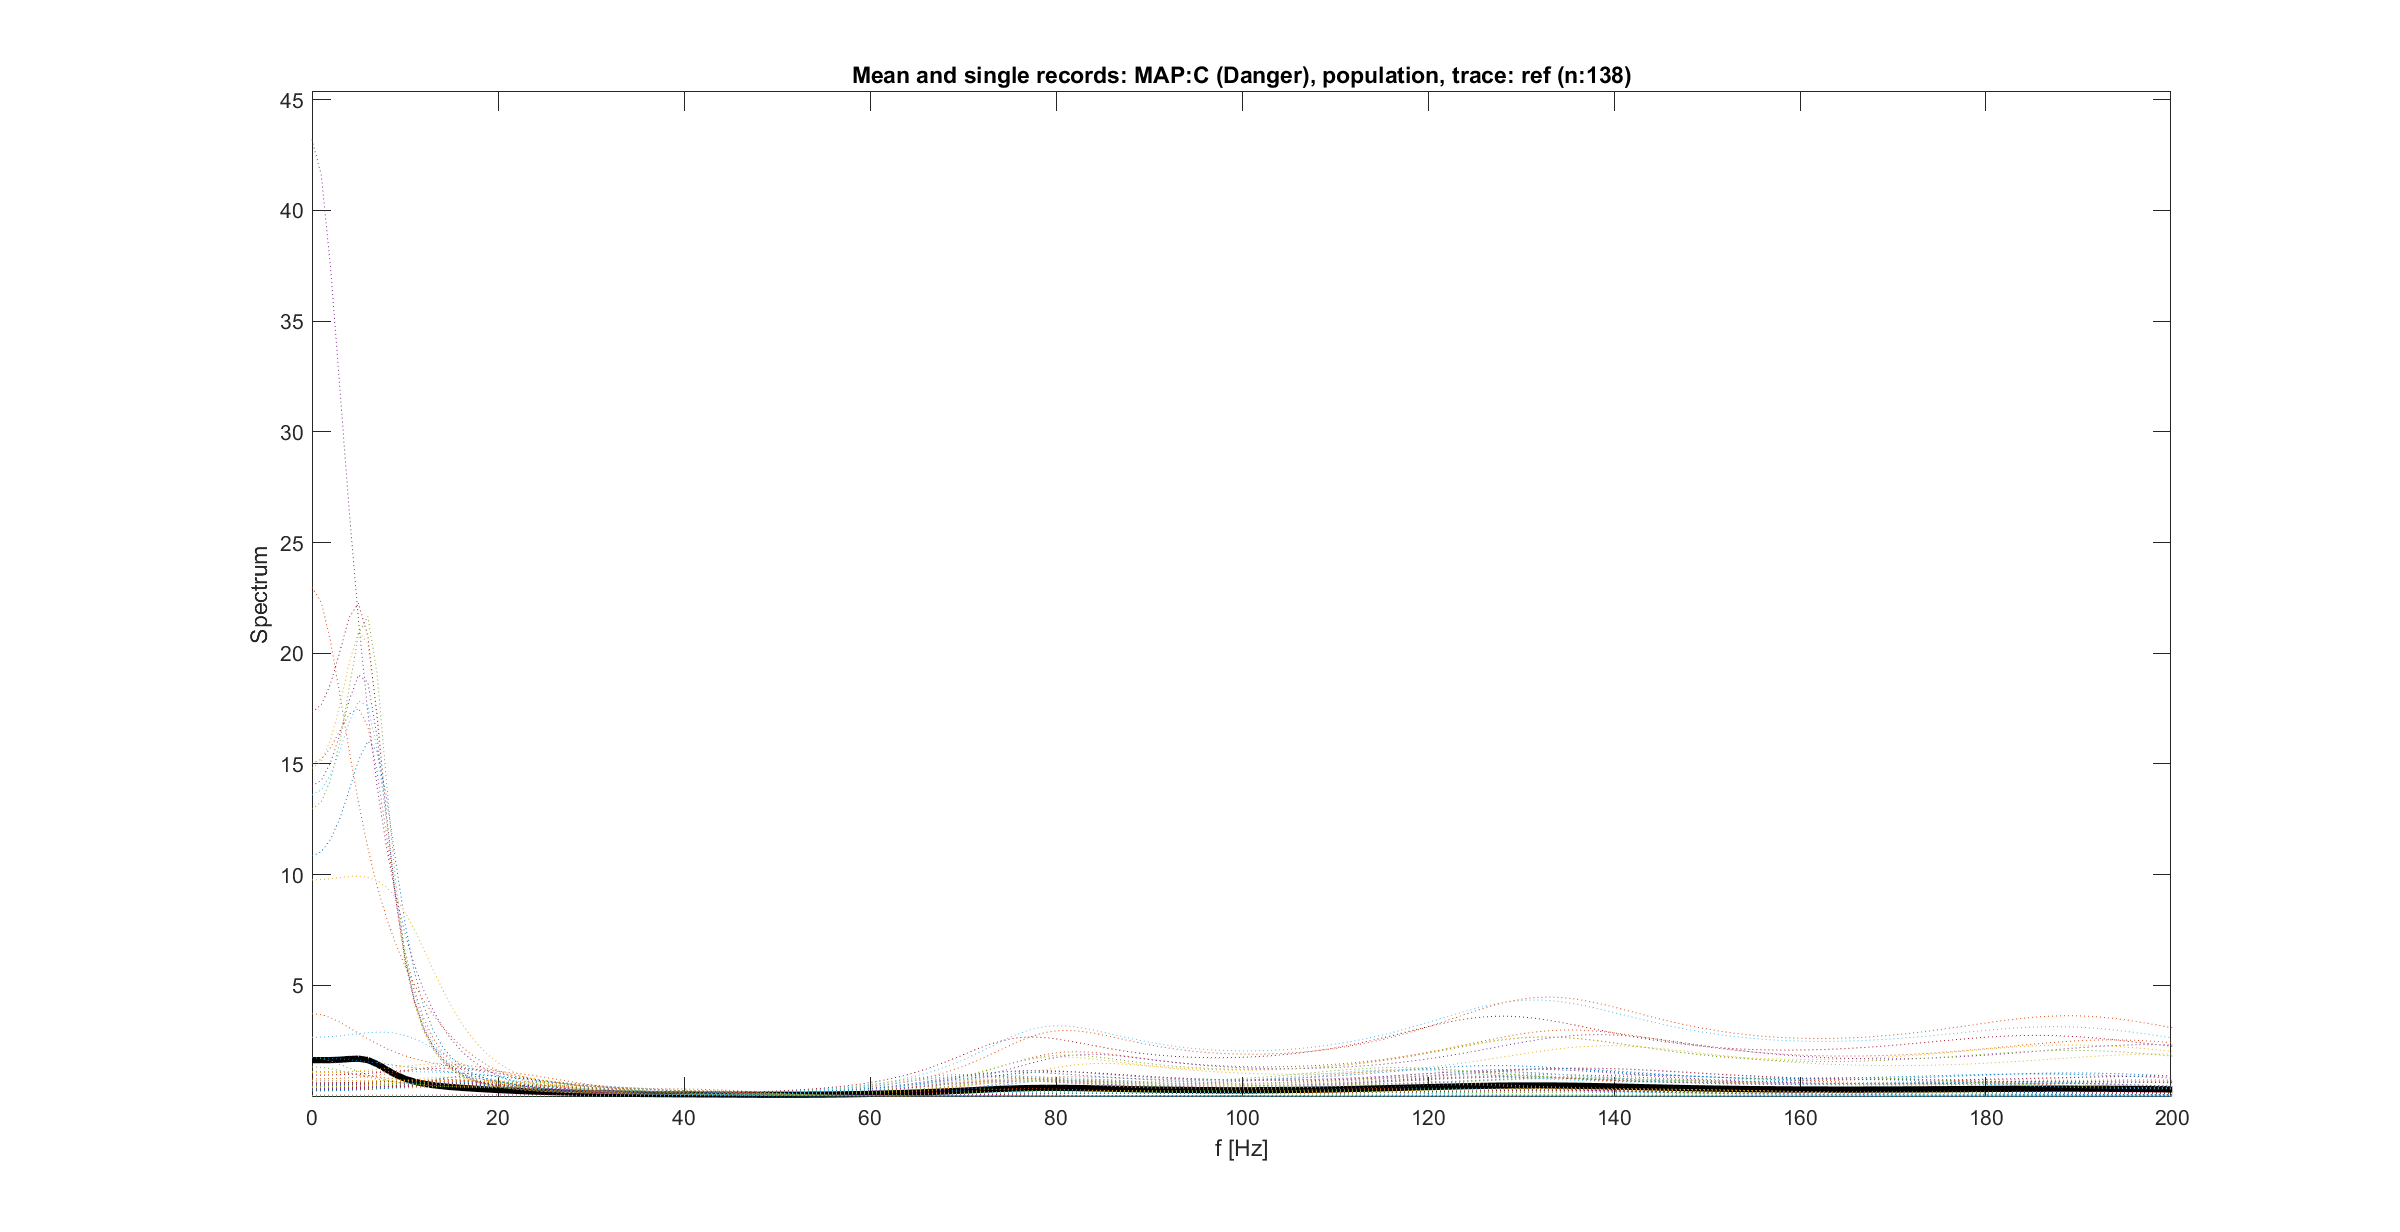 Mean and single records: MAP:C (Danger), population, trace: ref (n:138)
45
40
35
30
25
20
15
10
5
Spectrum
0 20 40 60 80 100 120 140 160 180 200
f [Hz]